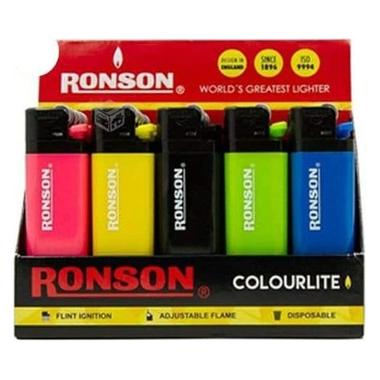 RONSON®
DESIGN IN ENGLAND
SINCE 1896
ISO 9994
WORLD'S GREATEST LIGHTER
RONSON
RONSON
RONSON
RONSON
RONSON
RONSON®
COLOURLITE
FLINT IGNITION
ADJUSTABLE FLAME
DISPOSABLE